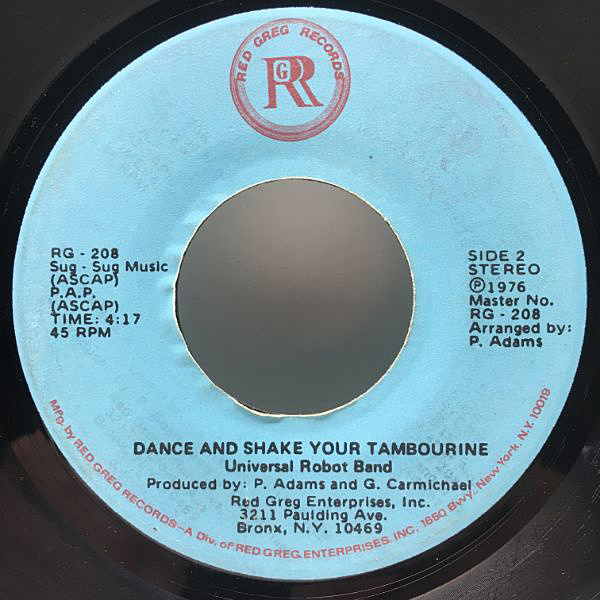 RED GREG RECORDS
RGR
RG - 208
Sug - Sug Music
(ASCAP)
P.A.P.
(ASCAP)
TIME: 4:17
45 RPM
SIDE 2
STEREO
Ⓟ1976
Master No.
RG - 208
Arranged by:
P. Adams
DANCE AND SHAKE YOUR TAMBOURINE
Universal Robot Band
Produced by: P. Adams and G. Carmichael
Red Greg Enterprises, Inc.
3211 Paulding Ave.
Bronx, N.Y. 10469
Mfg. by RED GREG RECORDS—A Div. of RED GREG ENTERPRISES, INC. 1650 Bwy. New York, N.Y. 10019